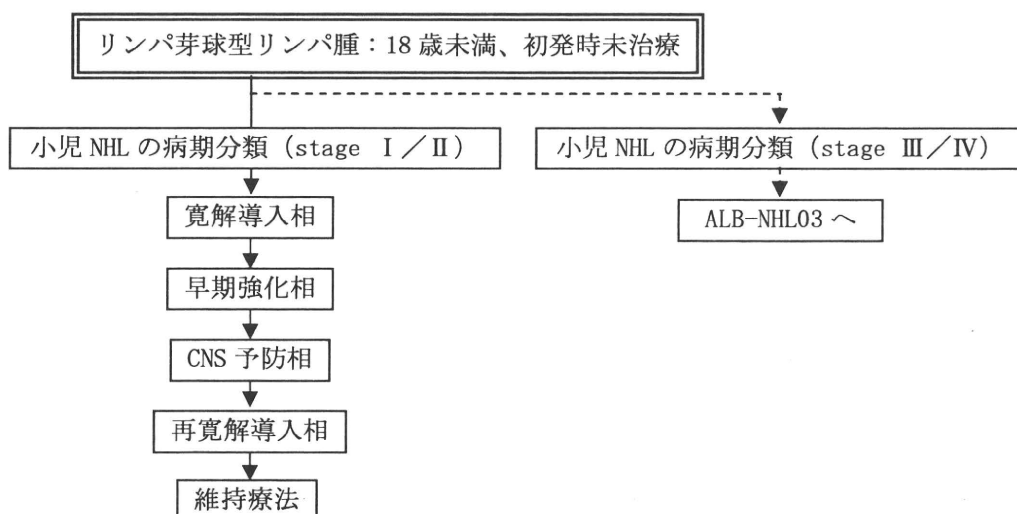 リンパ芽球型リンパ腫：18歳未満、初発時未治療
小児 NHL の病期分類（stage Ⅰ／Ⅱ）
小児 NHL の病期分類（stage Ⅲ／Ⅳ）
寛解導入相
ALB-NHL03 へ
早期強化相
CNS 予防相
再寛解導入相
維持療法